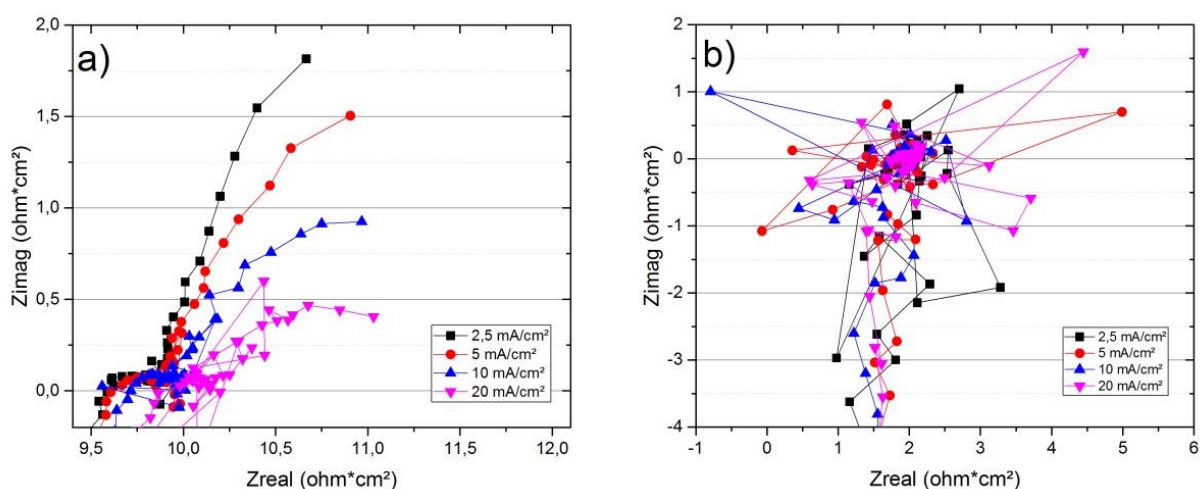 a)
Zimag (ohm*cm²)
2,0
1,5
1,0
0,5
0,0
2,5 mA/cm²
5 mA/cm²
10 mA/cm²
20 mA/cm²
9,5 10,0 10,5 11,0 11,5 12,0
Zreal (ohm*cm²)
b)
Zimag (ohm*cm²)
2
1
0
-1
-2
-3
-4
2,5 mA/cm²
5 mA/cm²
10 mA/cm²
20 mA/cm²
-1 0 1 2 3 4 5 6
Zreal (ohm*cm²)